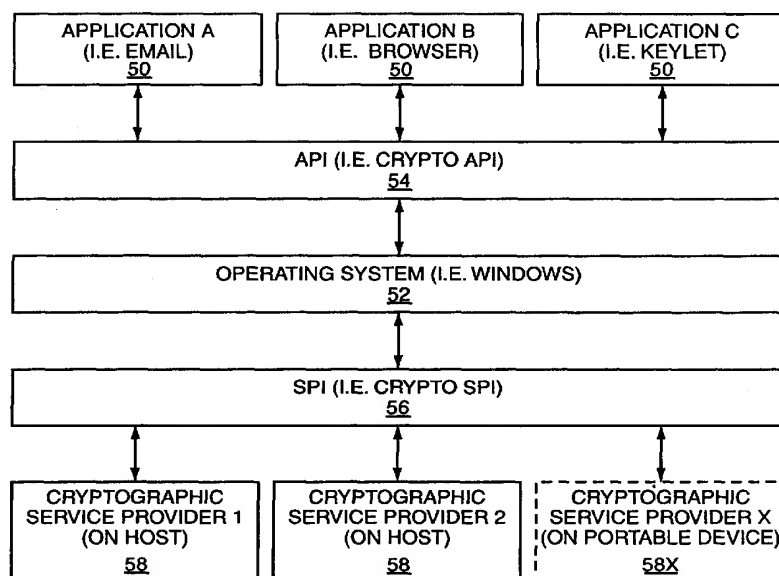 APPLICATION A
(I.E. EMAIL)
50
APPLICATION B
(I.E. BROWSER)
50
APPLICATION C
(I.E. KEYLET)
50
API (I.E. CRYPTO API)
54
OPERATING SYSTEM (I.E. WINDOWS)
52
SPI (I.E. CRYPTO SPI)
56
CRYPTOGRAPHIC
SERVICE PROVIDER 1
(ON HOST)
58
CRYPTOGRAPHIC
SERVICE PROVIDER 2
(ON HOST)
58
CRYPTOGRAPHIC
SERVICE PROVIDER X
(ON PORTABLE DEVICE)
58X